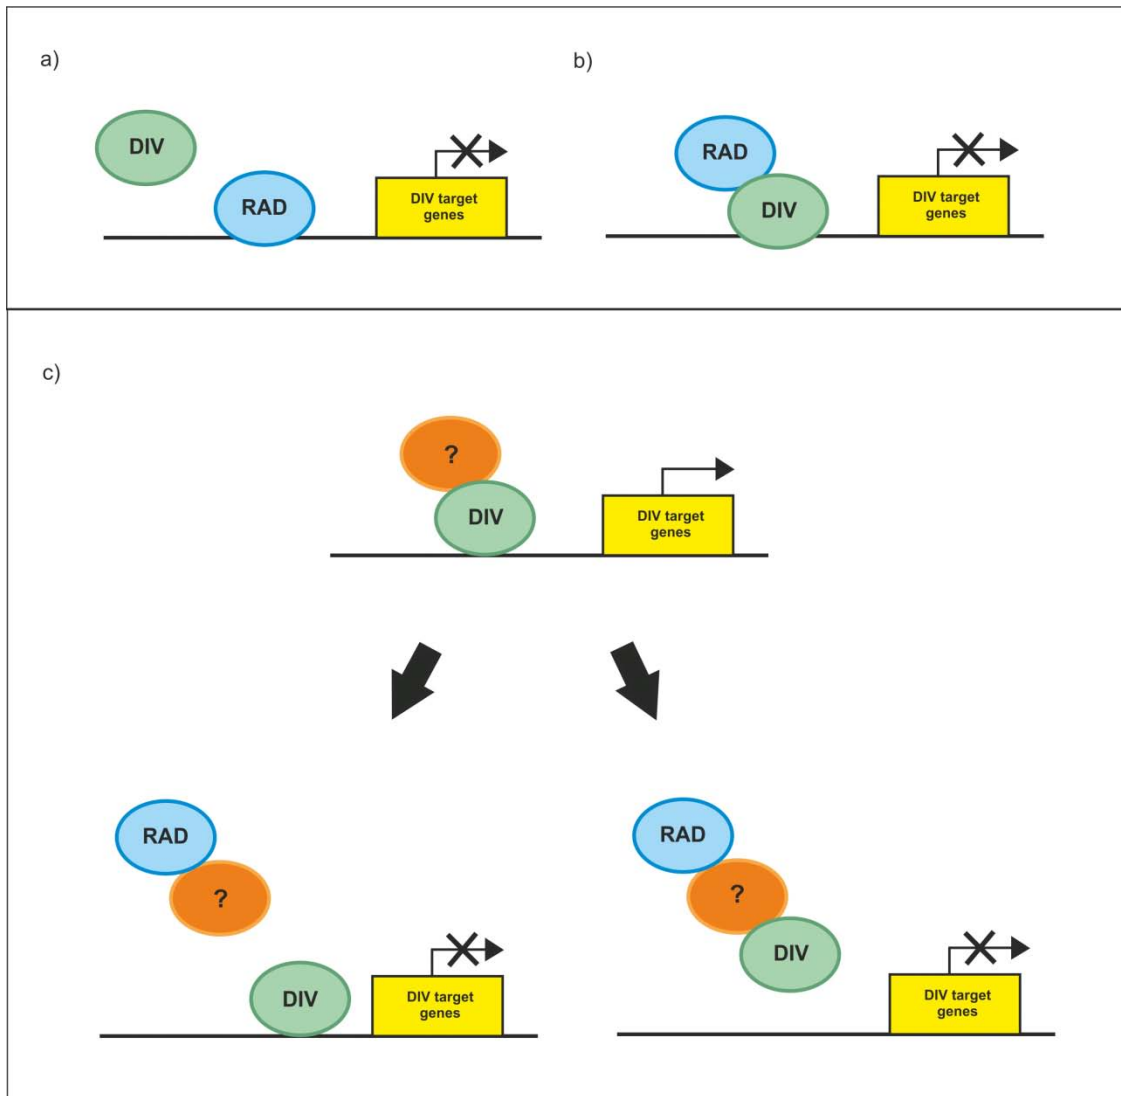 a)
DIV
RAD
DIV target
genes
b)
RAD
DIV
DIV target
genes
c)
?
DIV
DIV target
genes
RAD
?
DIV
DIV target
genes
RAD
?
DIV
DIV target
genes